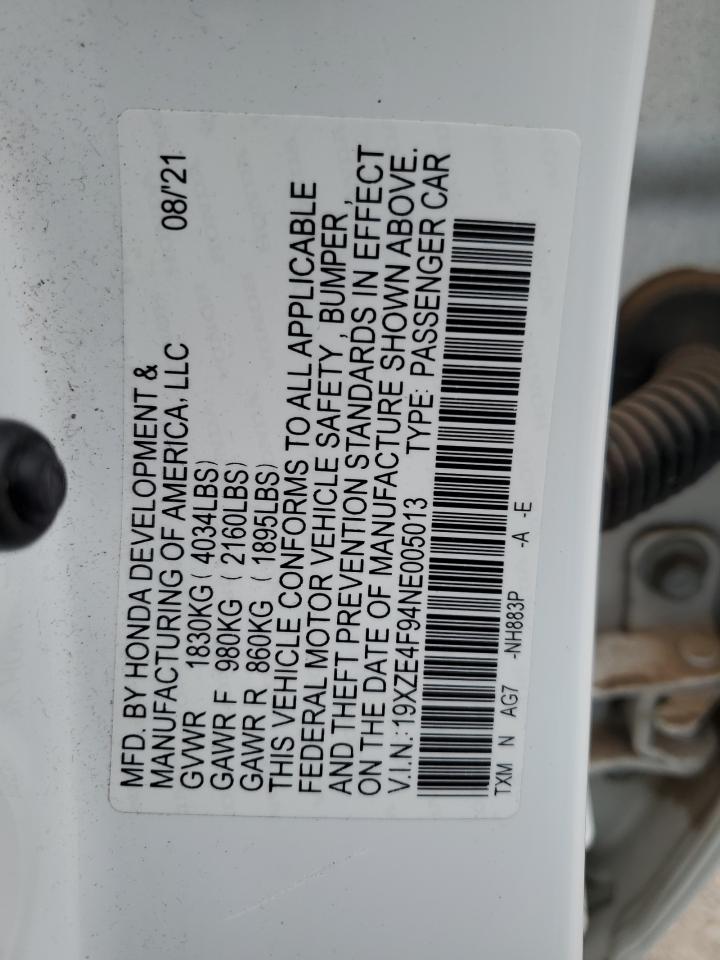 MFD. BY HONDA DEVELOPMENT &
MANUFACTURING OF AMERICA, LLC 08/'21
GVWR 1830KG ( 4034LBS)
GAWR F 980KG ( 2160LBS)
GAWR R 860KG ( 1895LBS)
THIS VEHICLE CONFORMS TO ALL APPLICABLE
FEDERAL MOTOR VEHICLE SAFETY , BUMPER ,
AND THEFT PREVENTION STANDARDS IN EFFECT
ON THE DATE OF MANUFACTURE SHOWN ABOVE.
V.I.N.: 19XZE4F94NE005013 TYPE: PASSENGER CAR
TXM N AG7 -NH883P -A -E